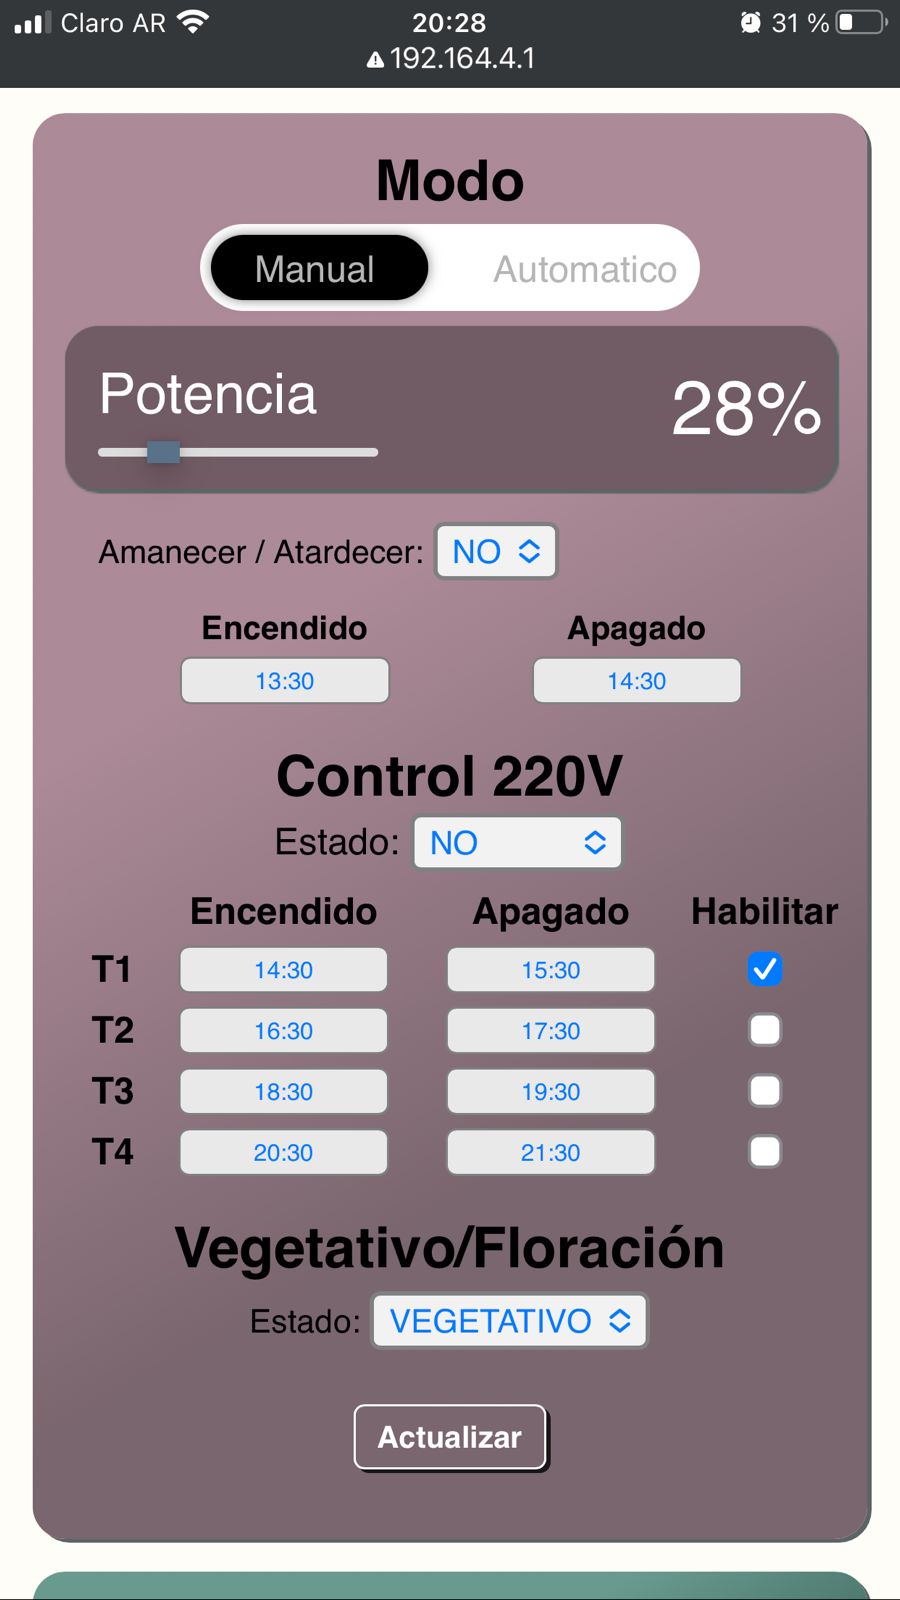 Claro AR 20:28 31 %
192.164.4.1
Modo
Manual Automatico
Potencia 28%
Amanecer / Atardecer: NO
Encendido Apagado
13:30 14:30
Control 220V
Estado: NO
Encendido Apagado Habilitar
T1 14:30 15:30
T2 16:30 17:30
T3 18:30 19:30
T4 20:30 21:30
Vegetativo/Floración
Estado: VEGETATIVO
Actualizar